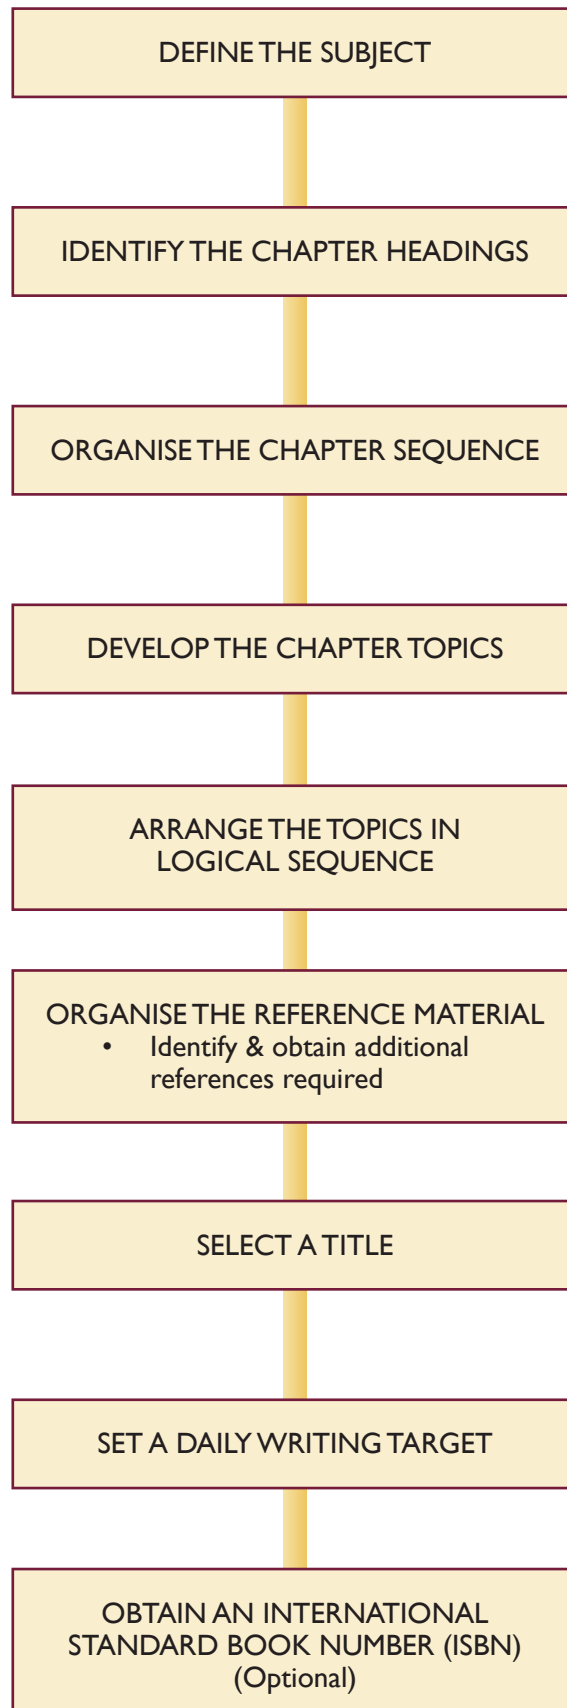 DEFINE THE SUBJECT
IDENTIFY THE CHAPTER HEADINGS
ORGANISE THE CHAPTER SEQUENCE
DEVELOP THE CHAPTER TOPICS
ARRANGE THE TOPICS IN
LOGICAL SEQUENCE
ORGANISE THE REFERENCE MATERIAL
• Identify & obtain additional
references required
SELECT A TITLE
SET A DAILY WRITING TARGET
OBTAIN AN INTERNATIONAL
STANDARD BOOK NUMBER (ISBN)
(Optional)